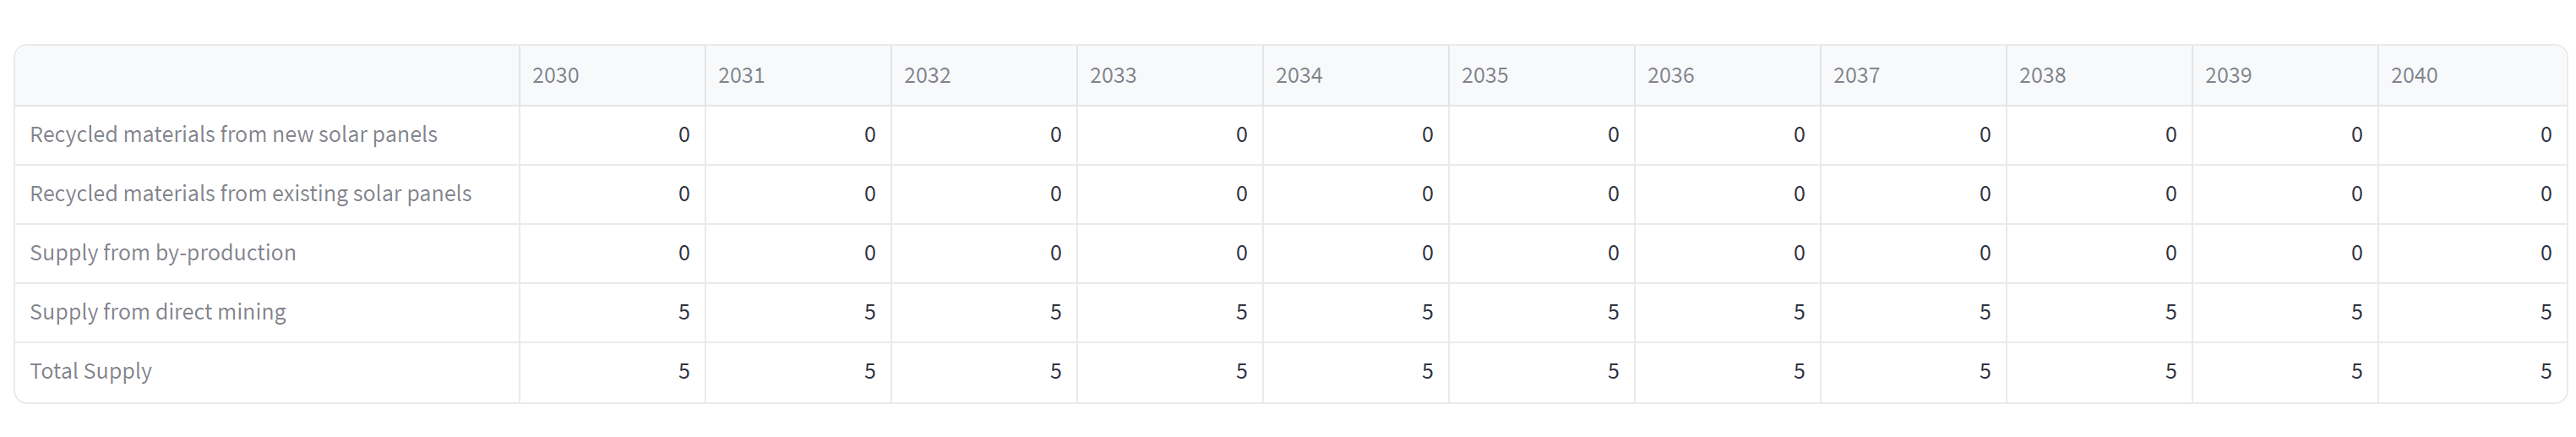 2030 2031 2032 2033 2034 2035 2036 2037 2038 2039 2040
Recycled materials from new solar panels 0 0 0 0 0 0 0 0 0 0 0
Recycled materials from existing solar panels 0 0 0 0 0 0 0 0 0 0 0
Supply from by-production 0 0 0 0 0 0 0 0 0 0 0
Supply from direct mining 5 5 5 5 5 5 5 5 5 5 5
Total Supply 5 5 5 5 5 5 5 5 5 5 5